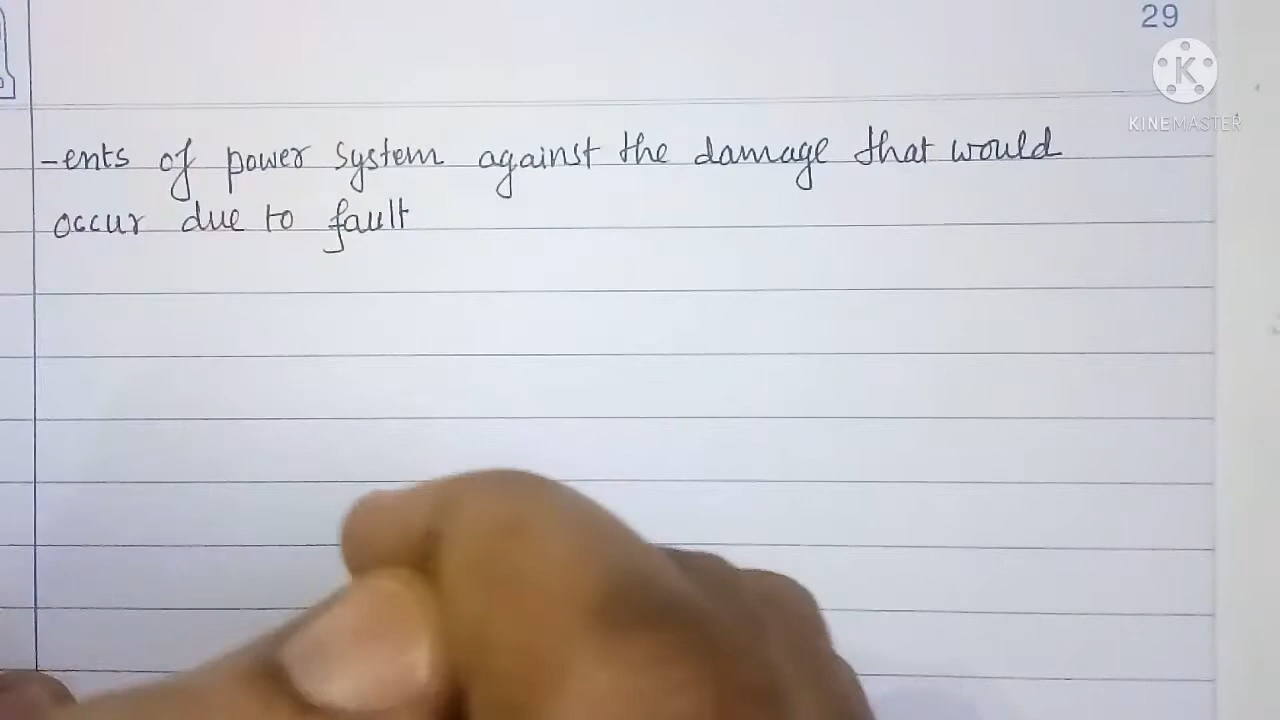 29
K
KINEMASTER
-ents of power system against the damage that would
occur due to fault